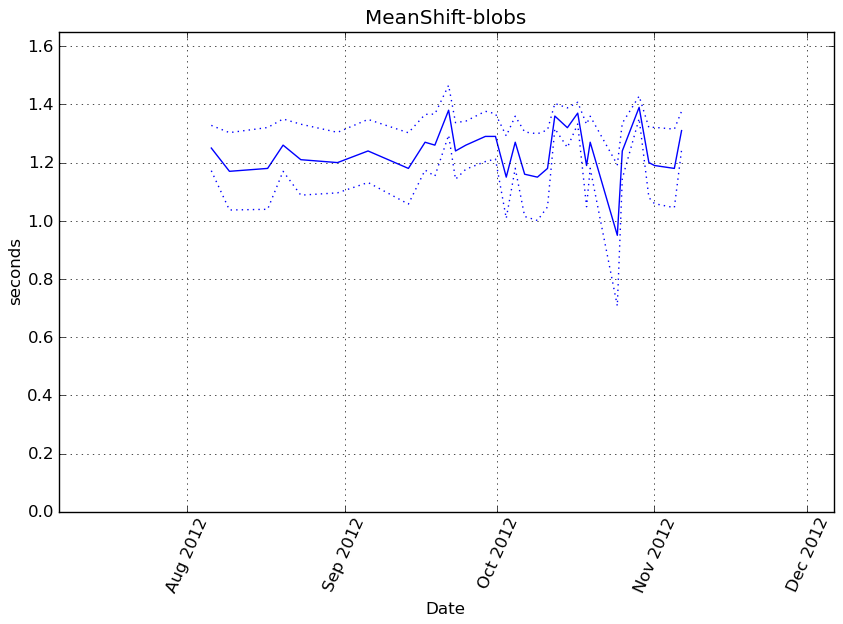 MeanShift-blobs
1.6
1.4
1.2
1.0
0.8
0.6
0.4
0.2
0.0
seconds
Aug 2012
Sep 2012
Oct 2012
Nov 2012
Dec 2012
Date